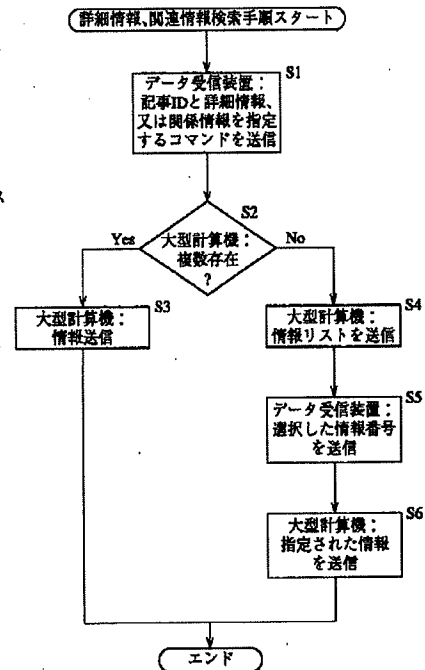 詳細情報、関連情報検索手順スタート
S1
データ受信装置:
記事IDと詳細情報、
又は関係情報を指定
するコマンドを送信
ス
S2
Yes
大型計算機:
複数存在
?
No
S3
大型計算機:
情報送信
S4
大型計算機:
情報リストを送信
S5
データ受信装置:
選択した情報番号
を送信
S6
大型計算機:
指定された情報
を送信
エンド